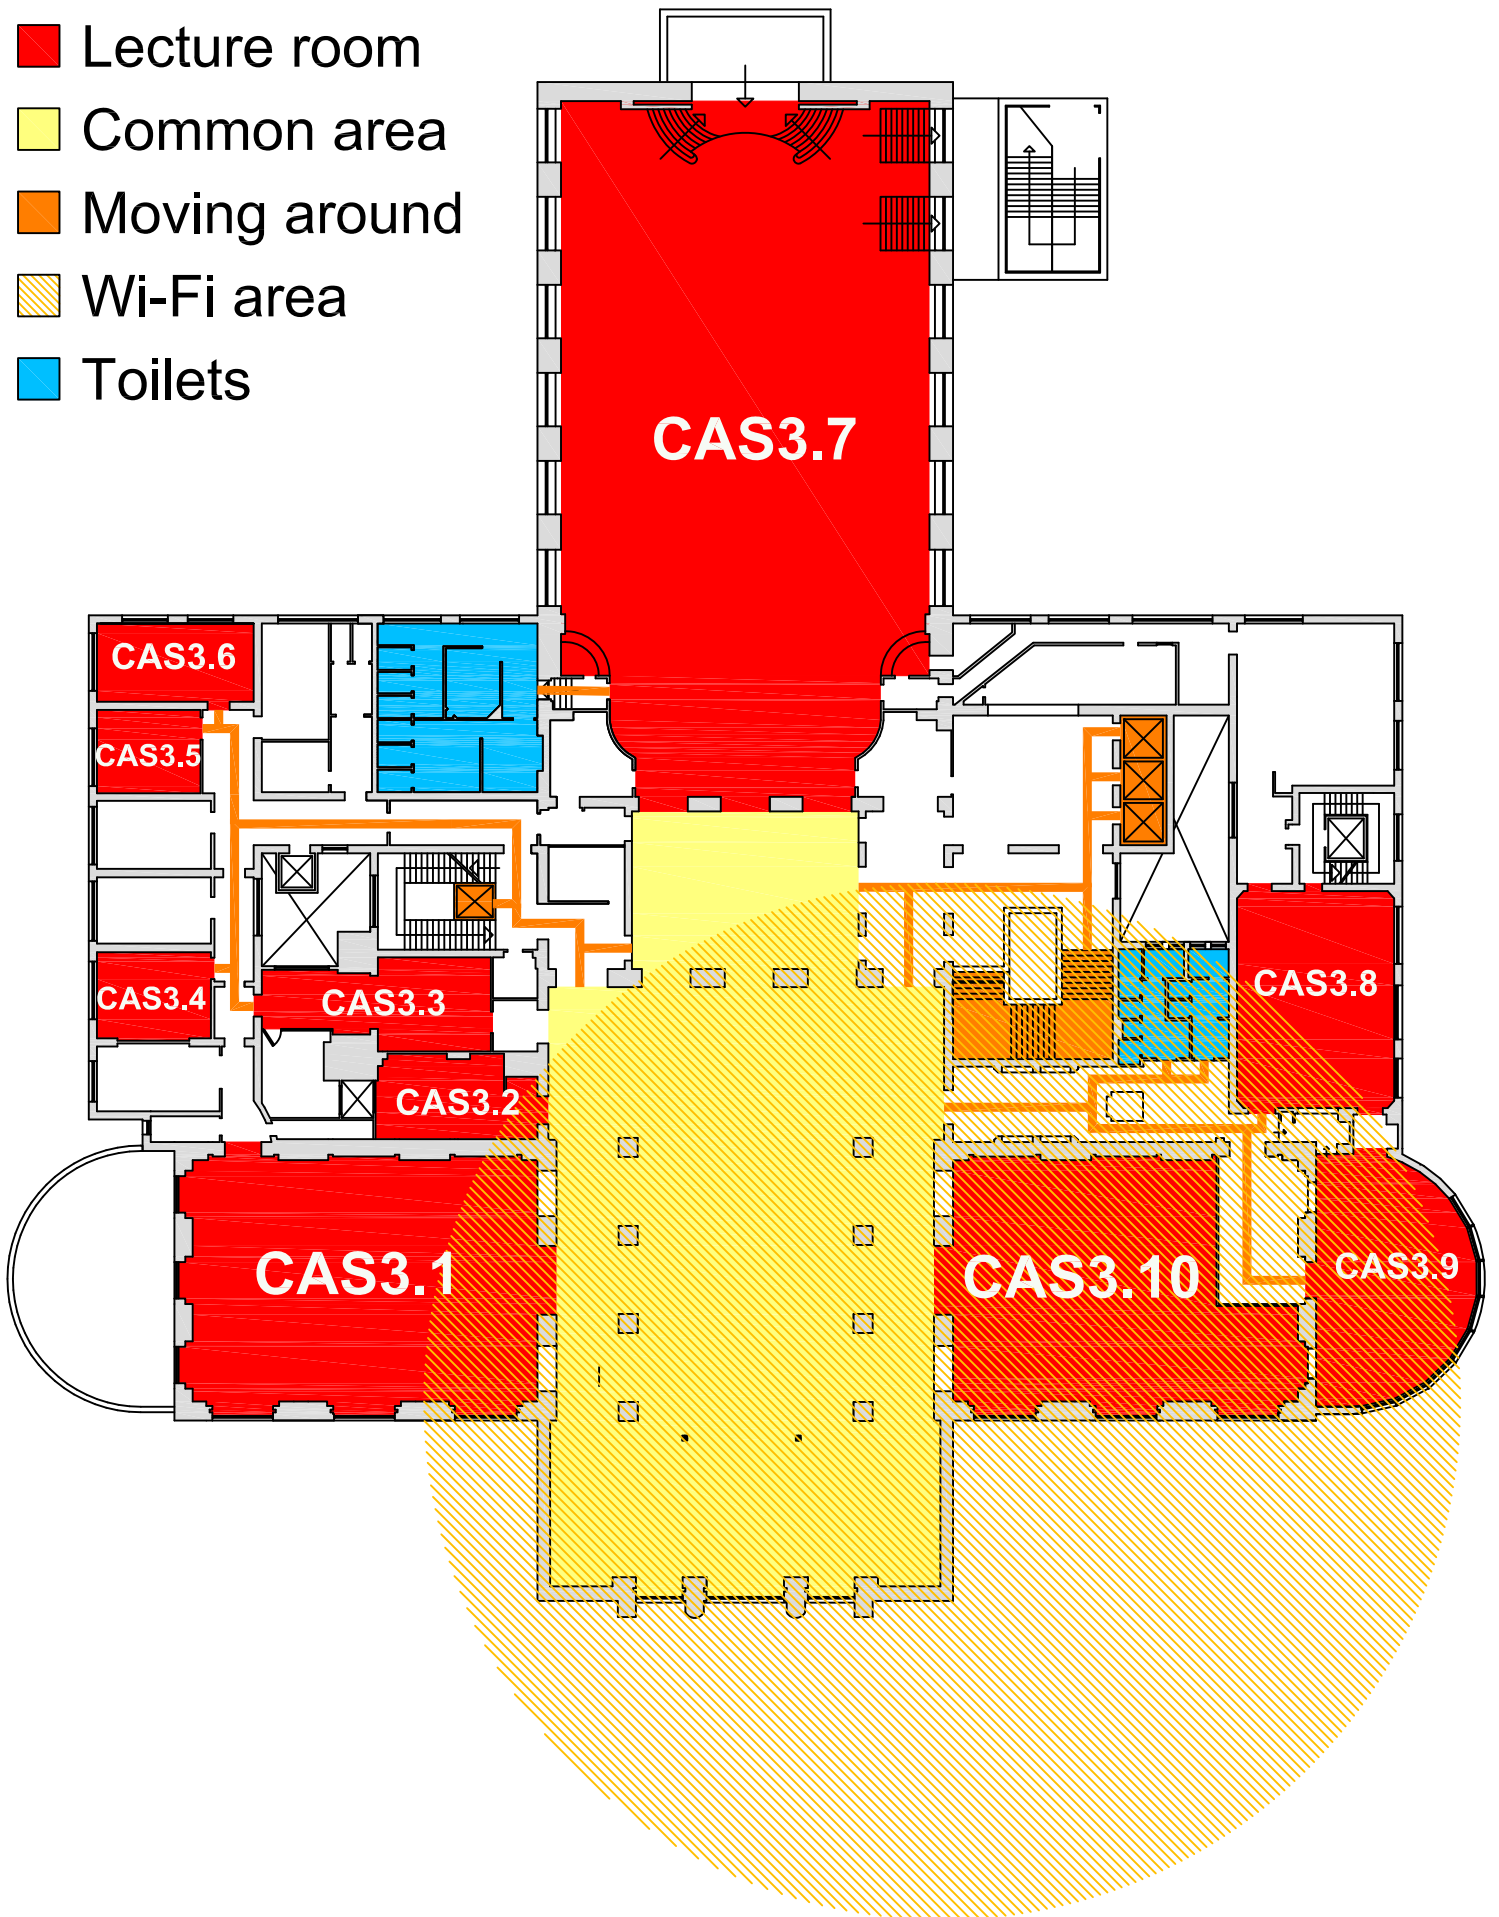 Lecture room
Common area
Moving around
Wi-Fi area
Toilets
CAS3.7
CAS3.6
CAS3.5
CAS3.4
CAS3.3
CAS3.8
CAS3.2
CAS3.1
CAS3.10
CAS3.9